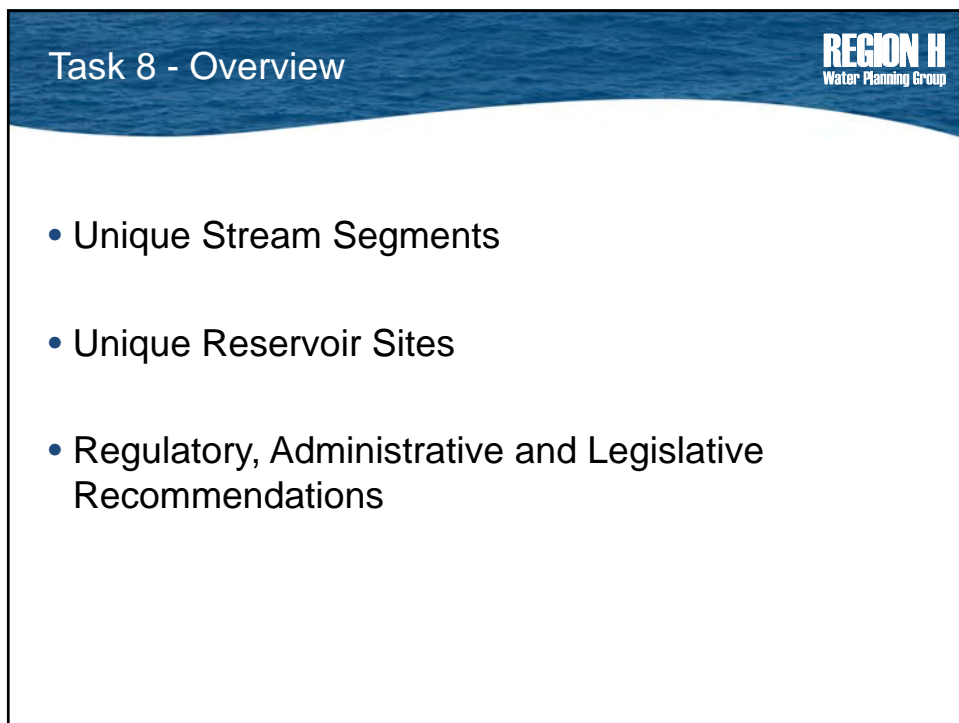 Task 8 - Overview
REGION H
Water Planning Group
• Unique Stream Segments
• Unique Reservoir Sites
• Regulatory, Administrative and Legislative
Recommendations